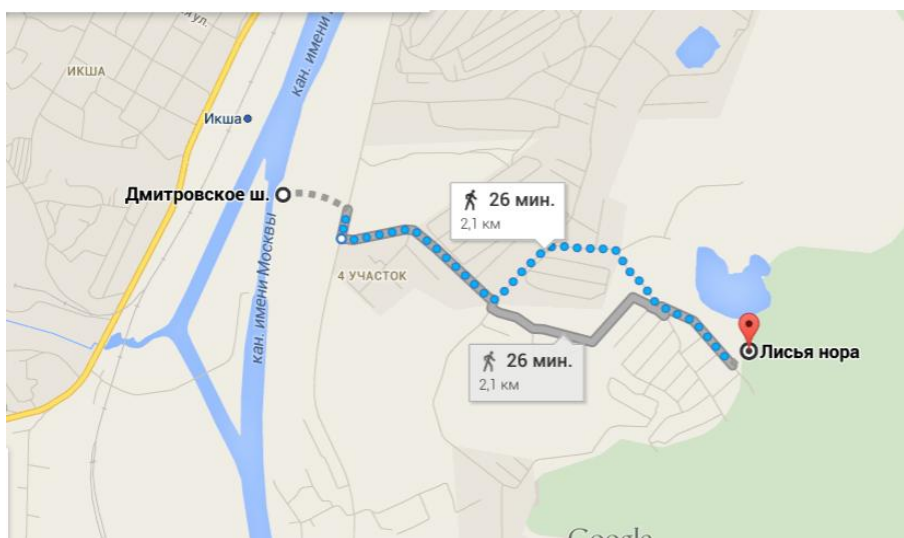 ИКША
Икша
кан. имени
Дмитровское ш.
кан. имени Москвы
26 мин.
2,1 км
4 УЧАСТОК
26 мин.
2,1 км
Лисья нора
Google